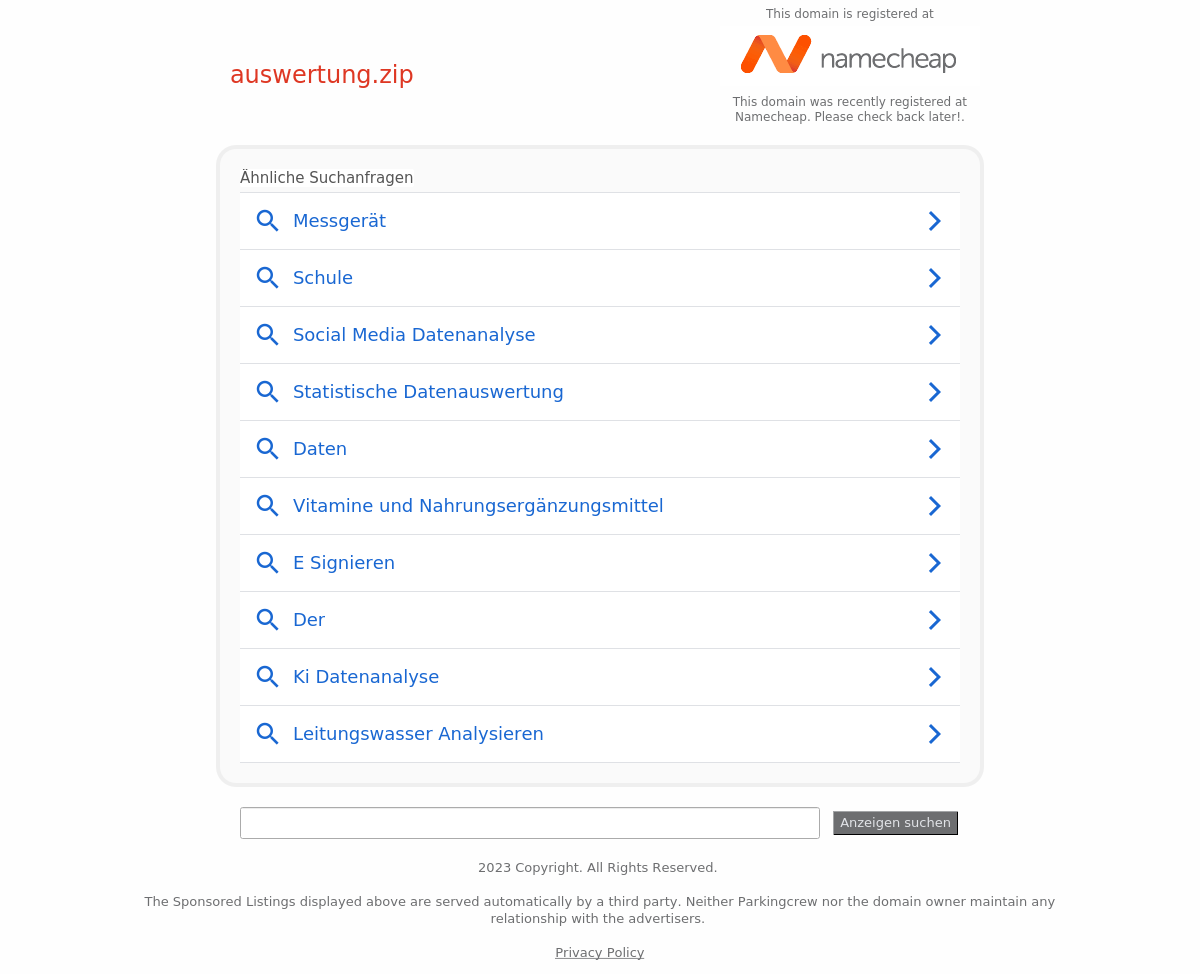 This domain is registered at
namecheap
auswertung.zip
This domain was recently registered at
Namecheap. Please check back later!.
Ähnliche Suchanfragen
Messgerät
Schule
Social Media Datenanalyse
Statistische Datenauswertung
Daten
Vitamine und Nahrungsergänzungsmittel
E Signieren
Der
Ki Datenanalyse
Leitungswasser Analysieren
Anzeigen suchen
2023 Copyright. All Rights Reserved.
The Sponsored Listings displayed above are served automatically by a third party. Neither Parkingcrew nor the domain owner maintain any
relationship with the advertisers.
Privacy Policy